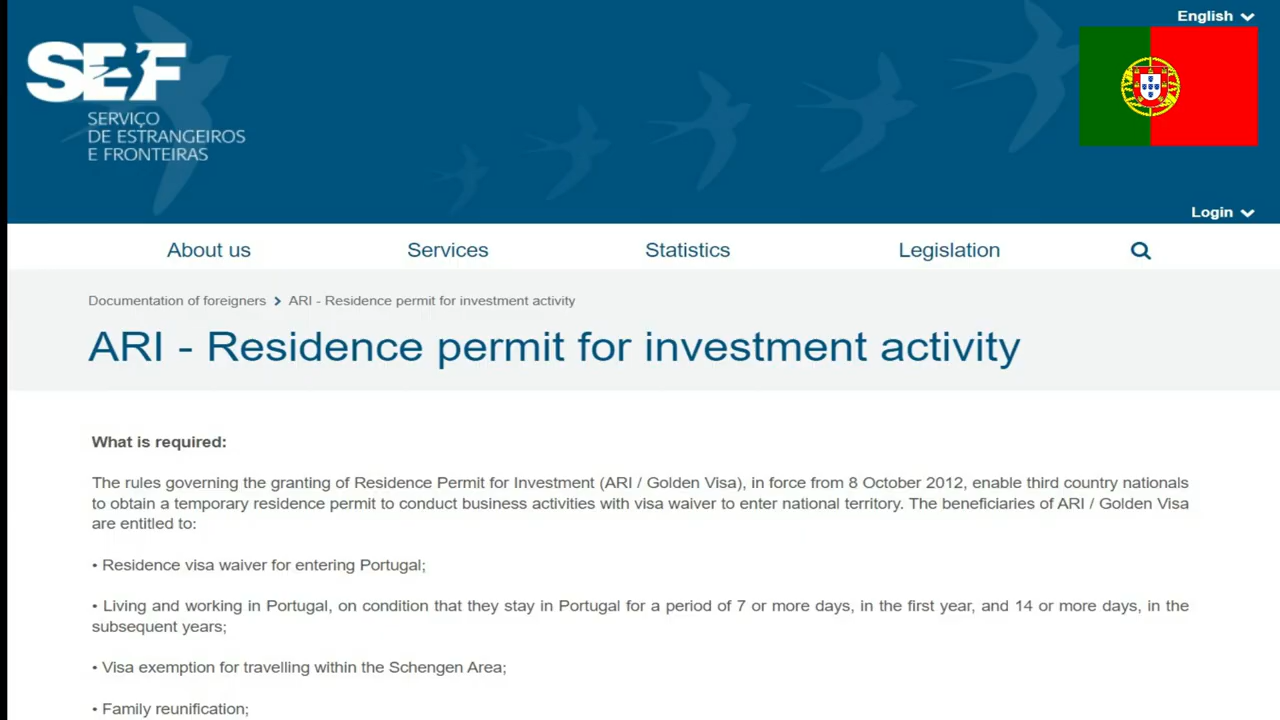 English
SEF
SERVIÇO
DE ESTRANGEIROS
E FRONTEIRAS
Login
About us
Services
Statistics
Legislation
Documentation of foreigners > ARI - Residence permit for investment activity
ARI - Residence permit for investment activity
What is required:
The rules governing the granting of Residence Permit for Investment (ARI / Golden Visa), in force from 8 October 2012, enable third country nationals
to obtain a temporary residence permit to conduct business activities with visa waiver to enter national territory. The beneficiaries of ARI / Golden Visa
are entitled to:
• Residence visa waiver for entering Portugal;
• Living and working in Portugal, on condition that they stay in Portugal for a period of 7 or more days, in the first year, and 14 or more days, in the
subsequent years;
• Visa exemption for travelling within the Schengen Area;
• Family reunification;